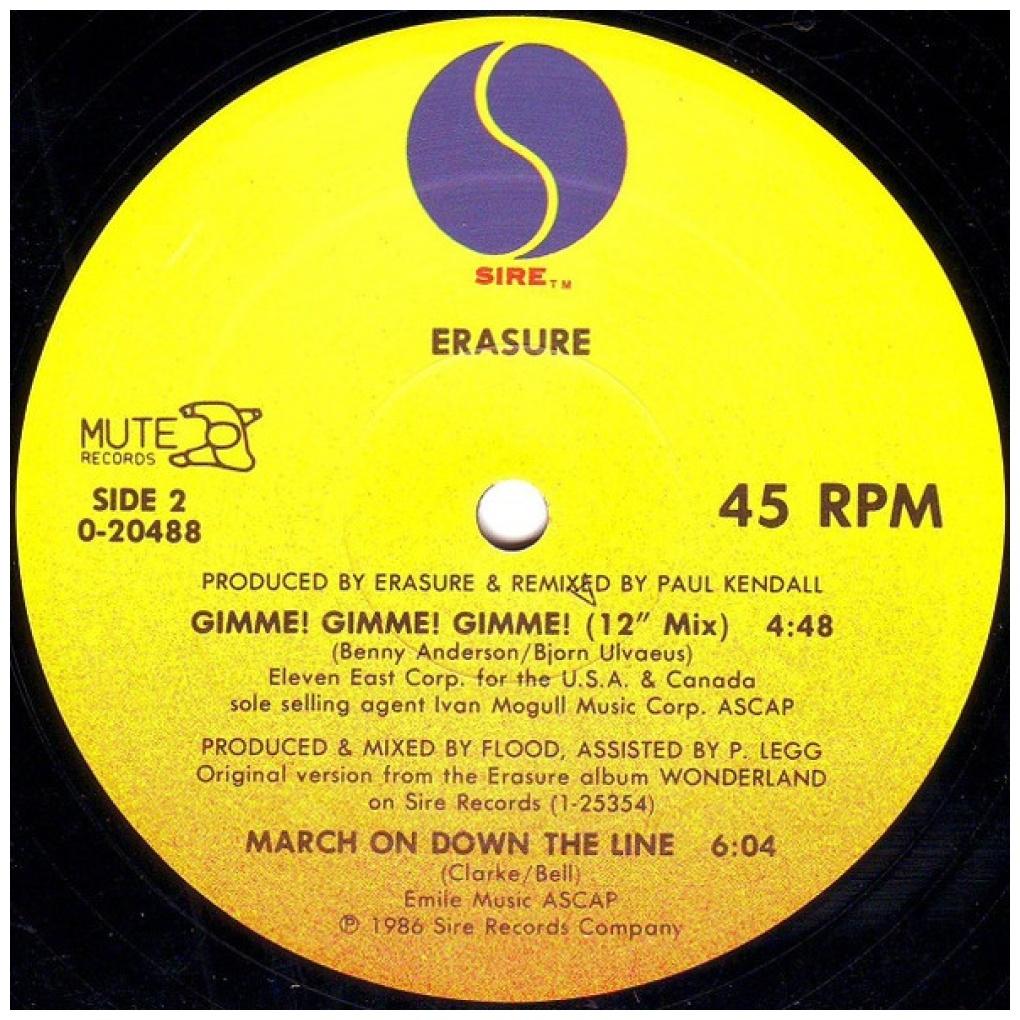 SIRE™
ERASURE
MUTE
RECORDS
SIDE 2
0-20488
45 RPM
PRODUCED BY ERASURE & REMIXED BY PAUL KENDALL
GIMME! GIMME! GIMME! (12" Mix) 4:48
(Benny Anderson/Bjorn Ulvaeus)
Eleven East Corp. for the U.S.A. & Canada
sole selling agent Ivan Mogull Music Corp. ASCAP
PRODUCED & MIXED BY FLOOD, ASSISTED BY P. LEGG
Original version from the Erasure album WONDERLAND
on Sire Records (1-25354)
MARCH ON DOWN THE LINE 6:04
(Clarke/Bell)
Emile Music ASCAP
℗ 1986 Sire Records Company